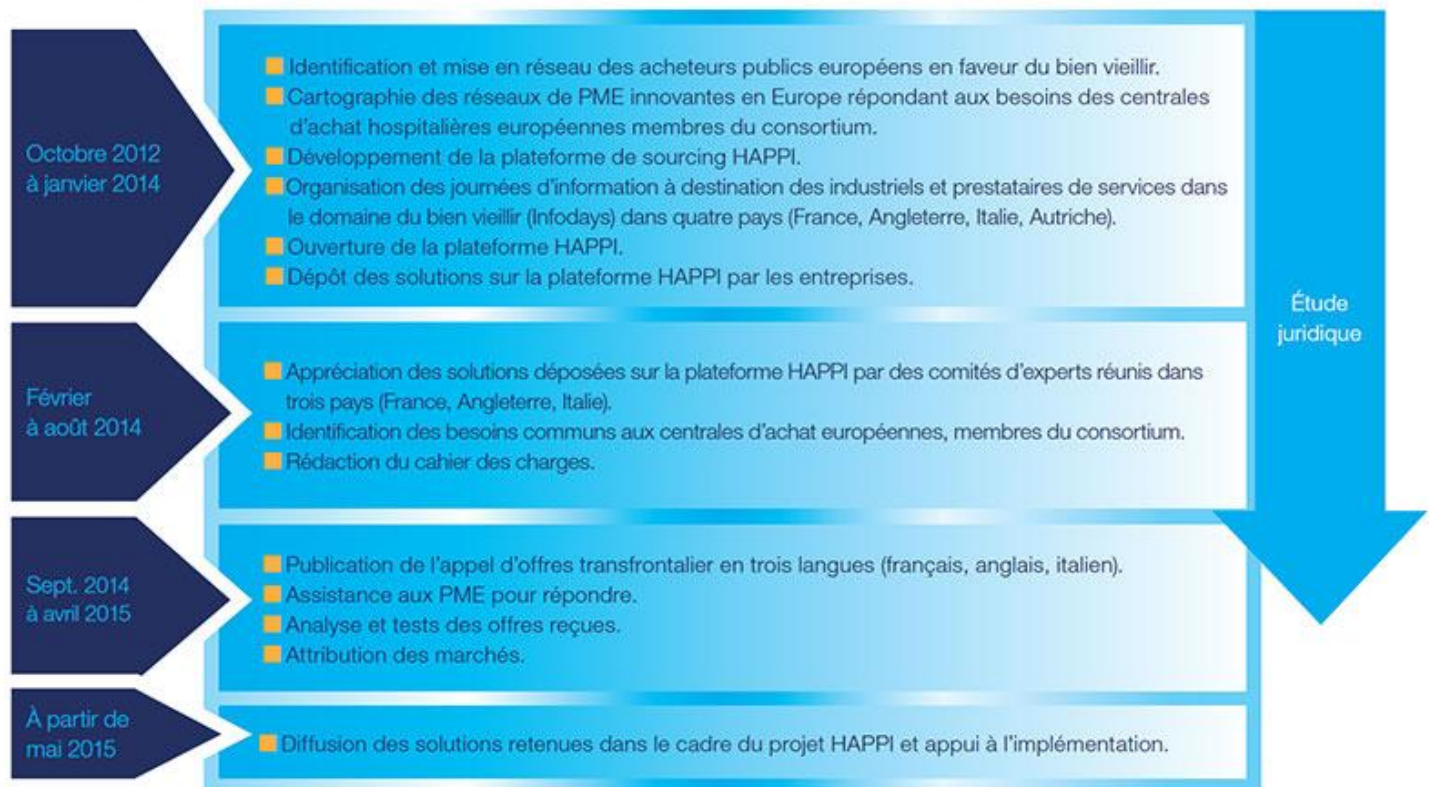 Octobre 2012
à janvier 2014
■ Identification et mise en réseau des acheteurs publics européens en faveur du bien vieillir.
■ Cartographie des réseaux de PME innovantes en Europe répondant aux besoins des centrales
d'achat hospitalières européennes membres du consortium.
■ Développement de la plateforme de sourcing HAPPI.
■ Organisation des journées d'information à destination des industriels et prestataires de services dans
le domaine du bien vieillir (Infodays) dans quatre pays (France, Angleterre, Italie, Autriche).
■ Ouverture de la plateforme HAPPI.
■ Dépôt des solutions sur la plateforme HAPPI par les entreprises.
Février
à août 2014
■ Appréciation des solutions déposées sur la plateforme HAPPI par des comités d'experts réunis dans
trois pays (France, Angleterre, Italie).
■ Identification des besoins communs aux centrales d'achat européennes, membres du consortium.
■ Rédaction du cahier des charges.
Sept. 2014
à avril 2015
■ Publication de l'appel d'offres transfrontalier en trois langues (français, anglais, italien).
■ Assistance aux PME pour répondre.
■ Analyse et tests des offres reçues.
■ Attribution des marchés.
À partir de
mai 2015
■ Diffusion des solutions retenues dans le cadre du projet HAPPI et appui à l'implémentation.
Étude
juridique